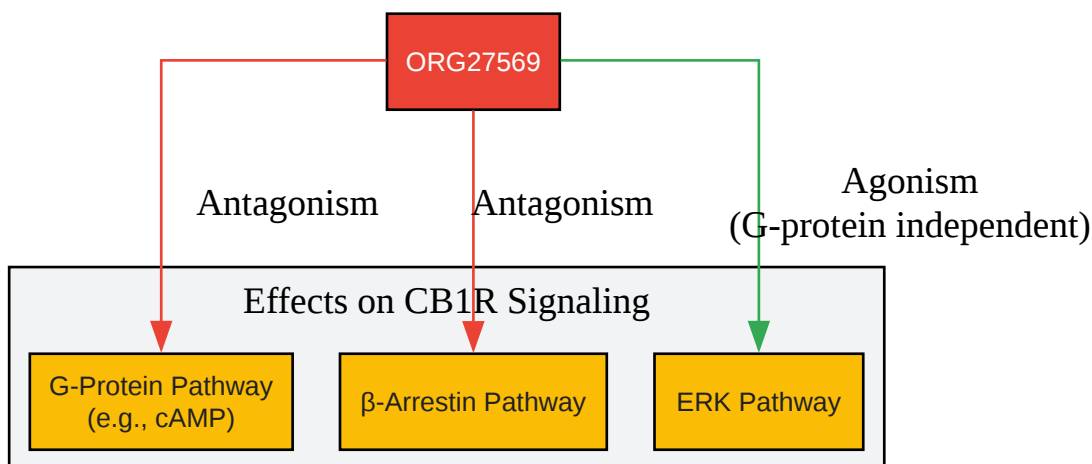 ORG27569
Antagonism
Antagonism
Agonism
(G-protein independent)
Effects on CB1R Signaling
G-Protein Pathway
(e.g., cAMP)
β-Arrestin Pathway
ERK Pathway